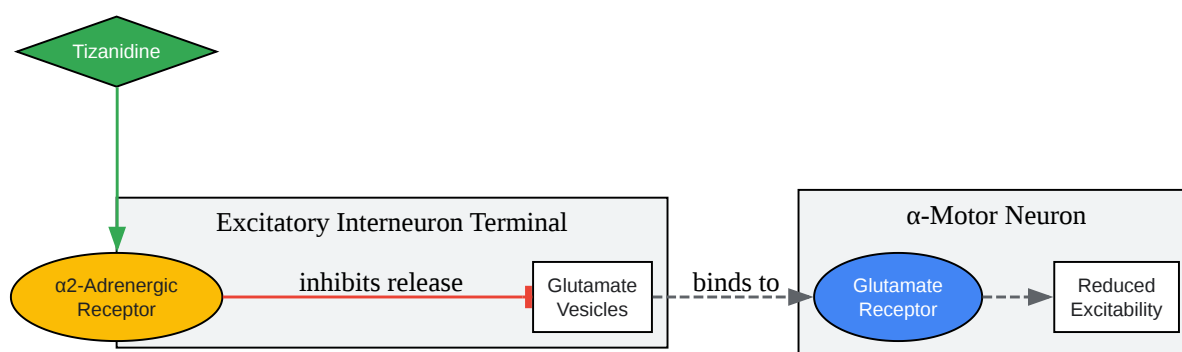 Tizanidine
Excitatory Interneuron Terminal
α-Motor Neuron
α2-Adrenergic
Receptor
inhibits release
Glutamate
Vesicles
binds to
Glutamate
Receptor
Reduced
Excitability